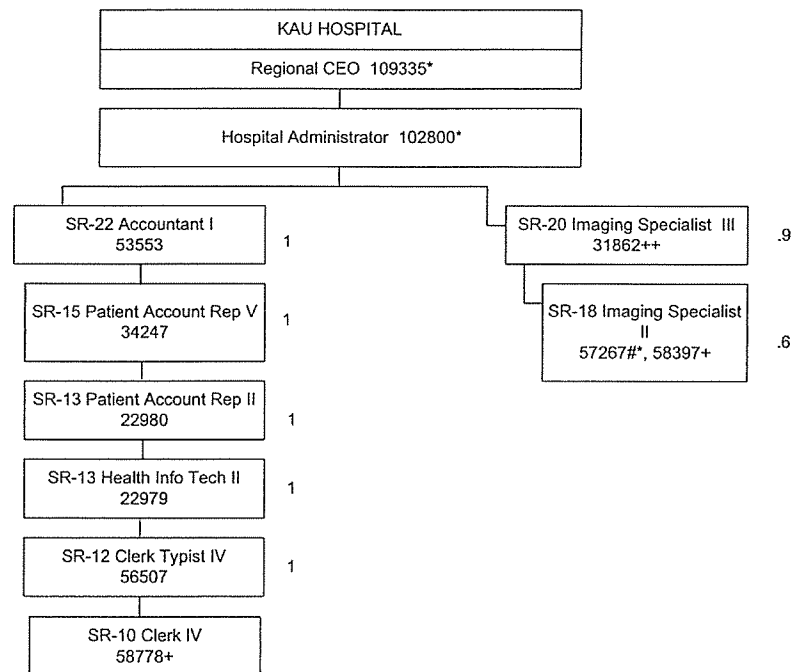 KAU HOSPITAL
Regional CEO 109335*
Hospital Administrator 102800*
SR-22 Accountant I
53553
1
SR-15 Patient Account Rep V
34247
1
SR-13 Patient Account Rep II
22980
1
SR-13 Health Info Tech II
22979
1
SR-12 Clerk Typist IV
56507
1
SR-10 Clerk IV
58778+
SR-20 Imaging Specialist III
31862++
.9
SR-18 Imaging Specialist
II
57267#*, 58397+
.6